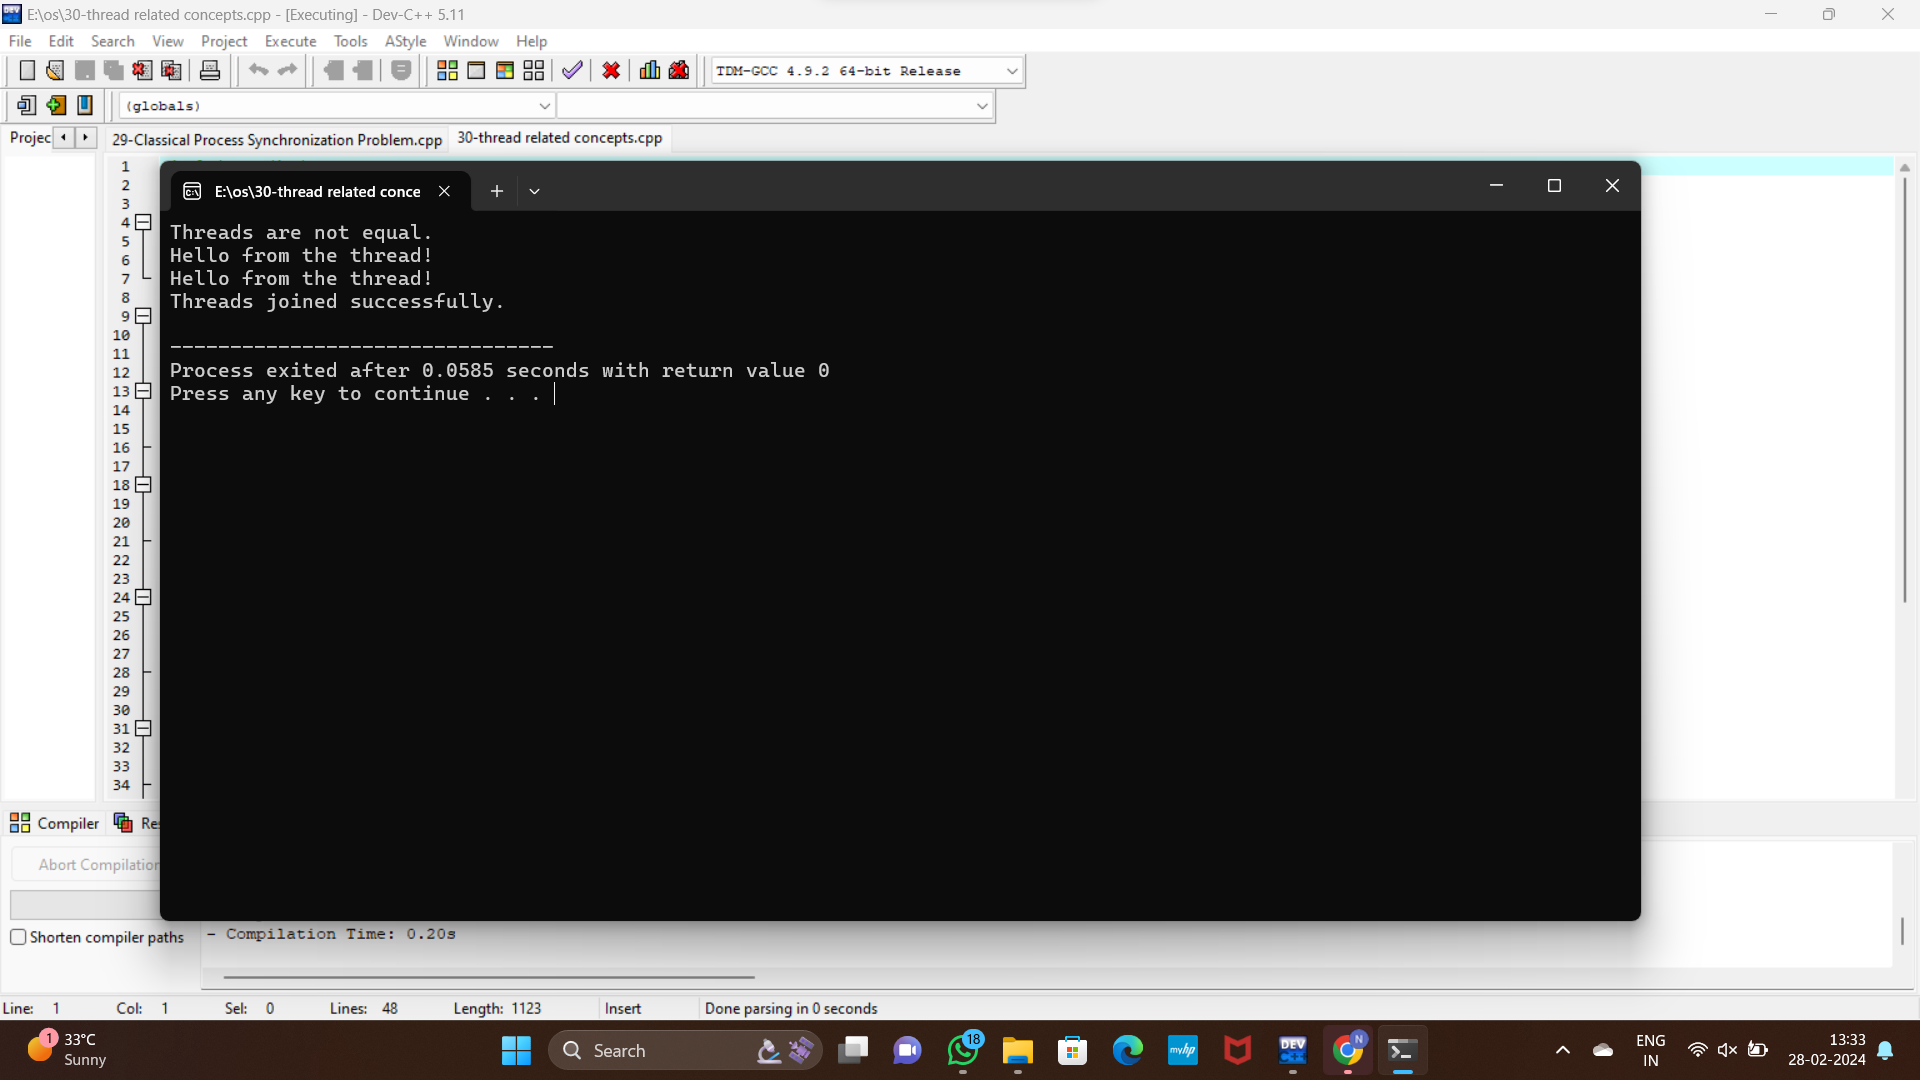 E:\os\30-thread related concepts.cpp - [Executing] - Dev-C++ 5.11
File Edit Search View Project Execute Tools AStyle Window Help
TDM-GCC 4.9.2 64-bit Release
(globals)
Projec
29-Classical Process Synchronization Problem.cpp
30-thread related concepts.cpp
E:\os\30-thread related conce
Threads are not equal.
Hello from the thread!
Hello from the thread!
Threads joined successfully.
--------------------------------
Process exited after 0.0585 seconds with return value 0
Press any key to continue . . .
1
2
3
4
5
6
7
8
9
10
11
12
13
14
15
16
17
18
19
20
21
22
23
24
25
26
27
28
29
30
31
32
33
34
Compiler
Abort Compilation
Shorten compiler paths
- Compilation Time: 0.20s
Line: 1 Col: 1 Sel: 0 Lines: 48 Length: 1123 Insert Done parsing in 0 seconds
1
33°C
Sunny
Search
18
myhp
DEV
C++
N
ENG
IN
13:33
28-02-2024